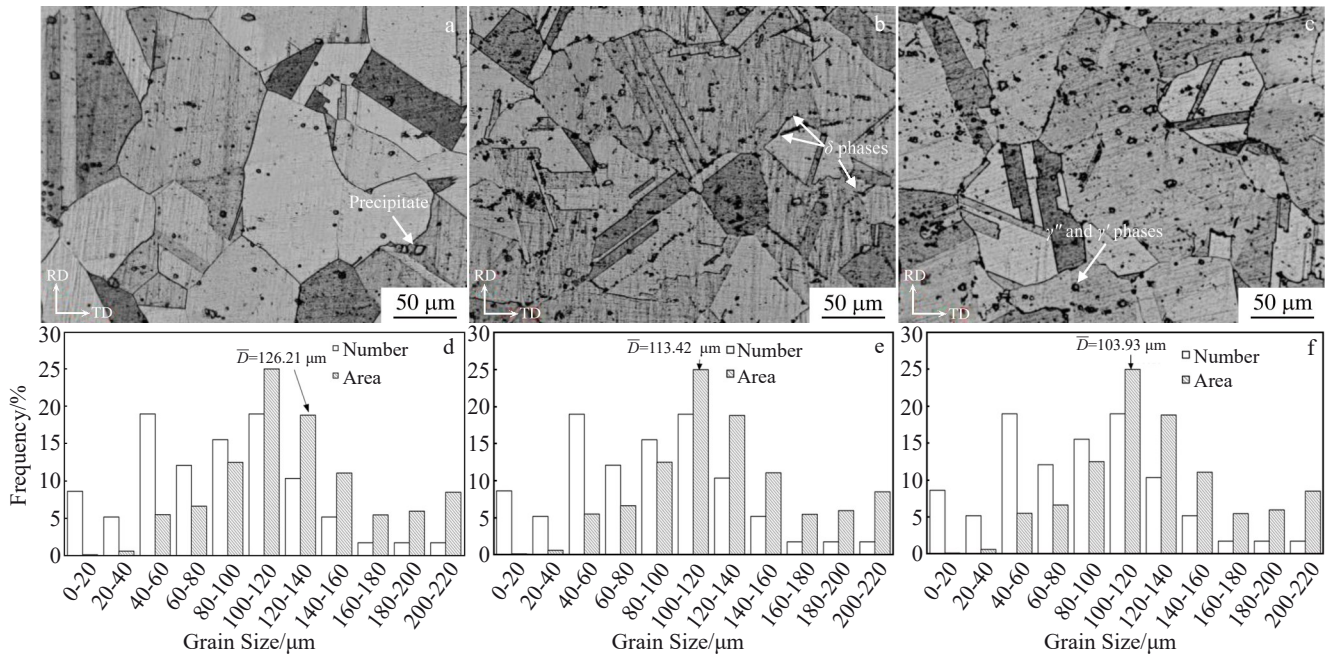 a
Precipitate
RD
TD
50 μm
b
δ phases
RD
TD
50 μm
c
γ″ and γ′ phases
RD
TD
50 μm
d
D̅=126.21 μm
Number
Area
Frequency/%
30
25
20
15
10
5
0
0-20
20-40
40-60
60-80
80-100
100-120
120-140
140-160
160-180
180-200
200-220
Grain Size/μm
e
D̅=113.42 μm
Number
Area
30
25
20
15
10
5
0
0-20
20-40
40-60
60-80
80-100
100-120
120-140
140-160
160-180
180-200
200-220
Grain Size/μm
f
D̅=103.93 μm
Number
Area
30
25
20
15
10
5
0
0-20
20-40
40-60
60-80
80-100
100-120
120-140
140-160
160-180
180-200
200-220
Grain Size/μm